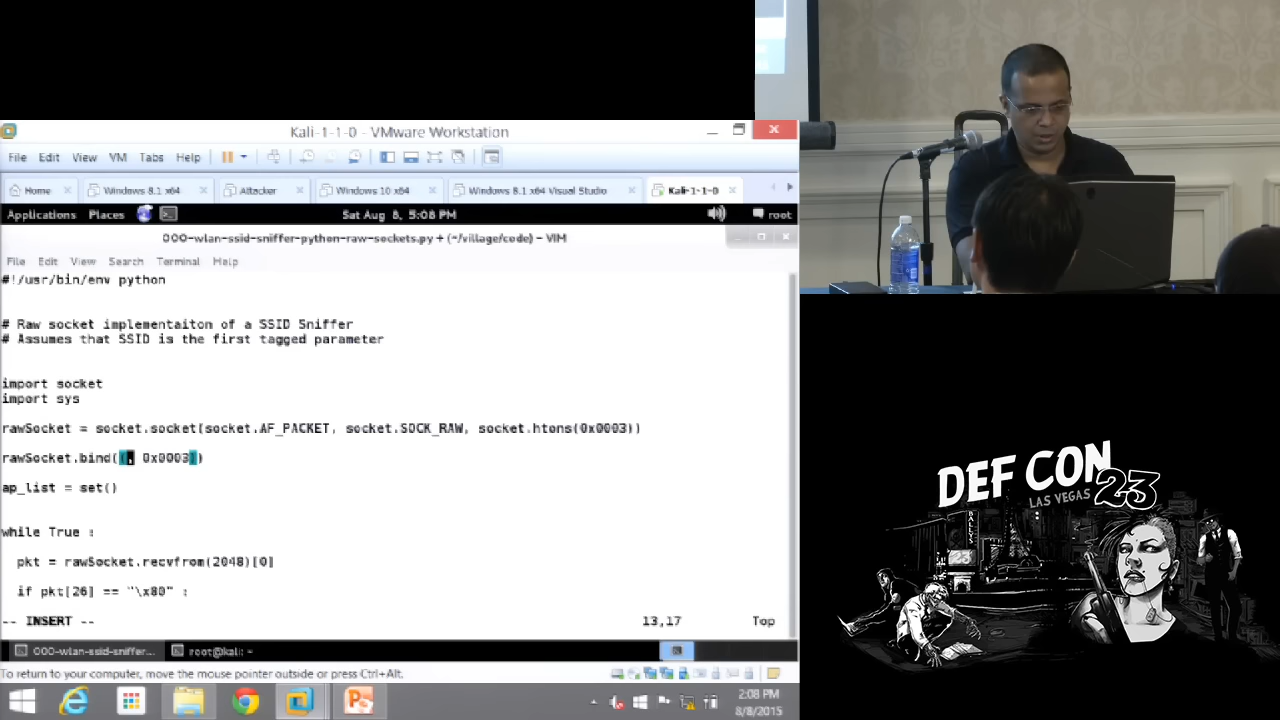 Kali-1-1-0 - VMware Workstation
File Edit View VM Tabs Help
Home Windows 8.1 x64 Attacker Windows 10 x64 Windows 8.1 x64 Visual Studio Kali-1-1-0
Applications Places Sat Aug 8, 5:08 PM root
000-wlan-ssid-sniffer-python-raw-sockets.py + (~/village/code) - VIM
File Edit View Search Terminal Help
#!/usr/bin/env python
# Raw socket implementaiton of a SSID Sniffer
# Assumes that SSID is the first tagged parameter
import socket
import sys
rawSocket = socket.socket(socket.AF_PACKET, socket.SOCK_RAW, socket.htons(0x0003))
rawSocket.bind((, 0x0003))
ap_list = set()
while True :
pkt = rawSocket.recvfrom(2048)[0]
if pkt[26] == "\x80" :
-- INSERT -- 13,17 Top
000-wlan-ssid-sniffer... root@kali: ~
To return to your computer, move the mouse pointer outside or press Ctrl+Alt.
2:08 PM
8/8/2015
DEF CON
LAS VEGAS 23
BALLYS
23